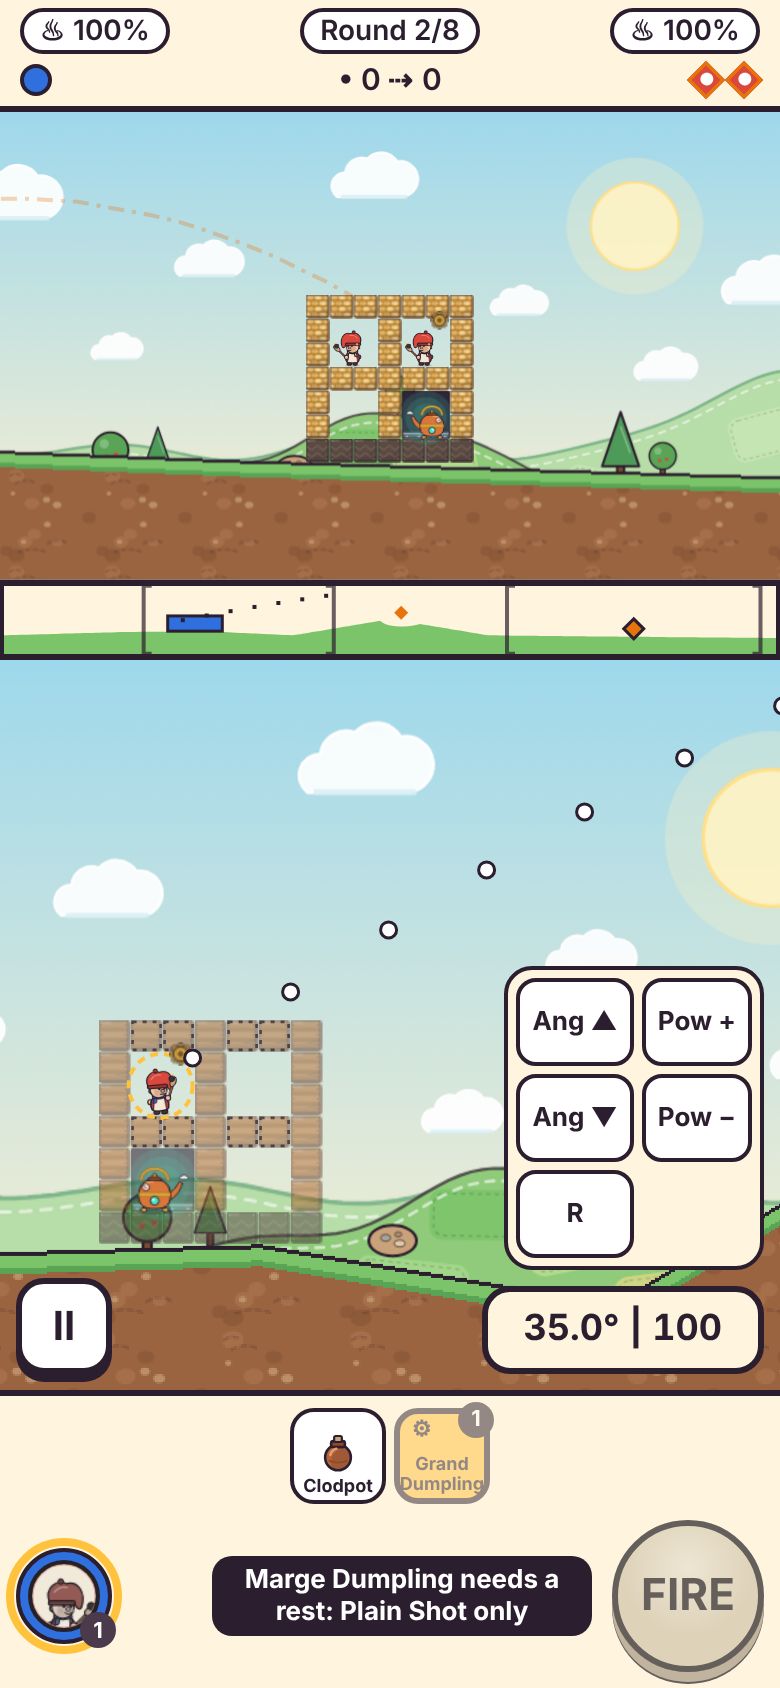 ♨ 100%
Round 2/8
♨ 100%
• 0 ⇢ 0
Ang ▲
Pow +
Ang ▼
Pow −
R
35.0° | 100
1
Clodpot
Grand
Dumpling
Marge Dumpling needs a
rest: Plain Shot only
FIRE
1